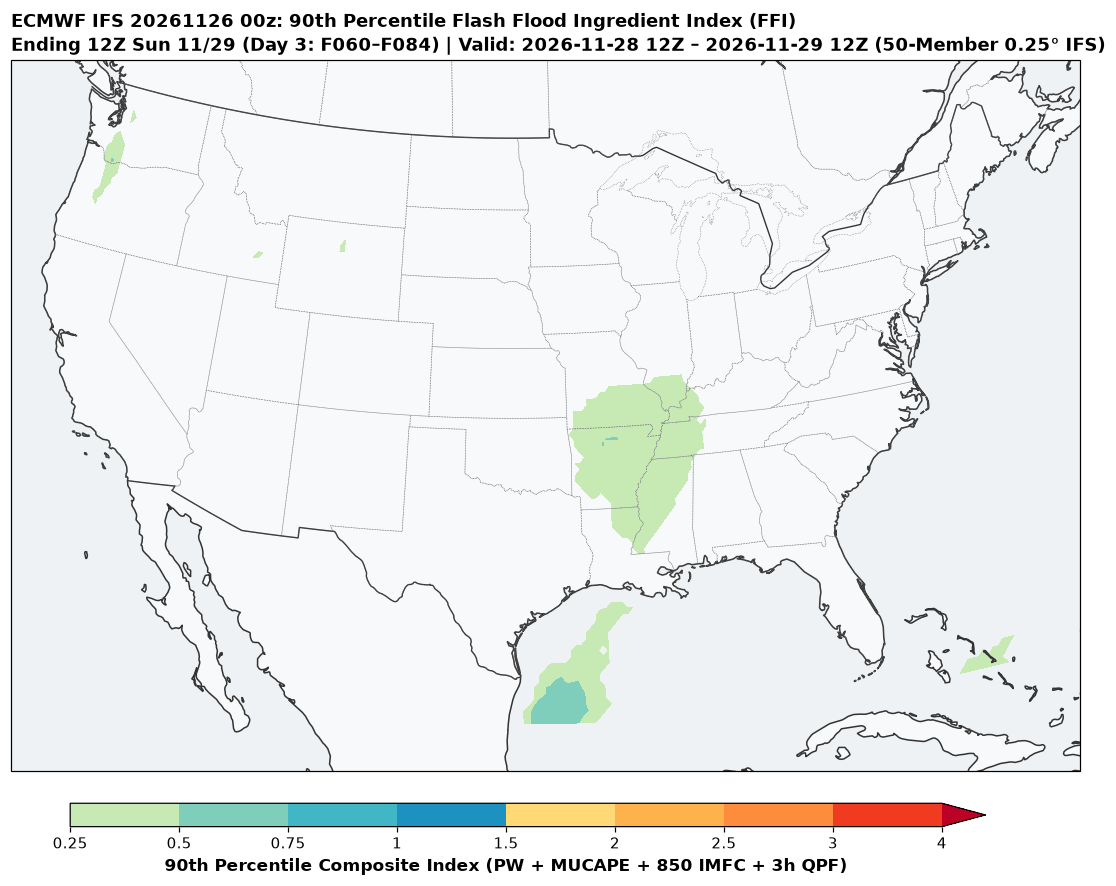 ECMWF IFS 20261126 00z: 90th Percentile Flash Flood Ingredient Index (FFI)
Ending 12Z Sun 11/29 (Day 3: F060–F084) | Valid: 2026-11-28 12Z – 2026-11-29 12Z (50-Member 0.25° IFS)
0.25 0.5 0.75 1 1.5 2 2.5 3 4
90th Percentile Composite Index (PW + MUCAPE + 850 IMFC + 3h QPF)